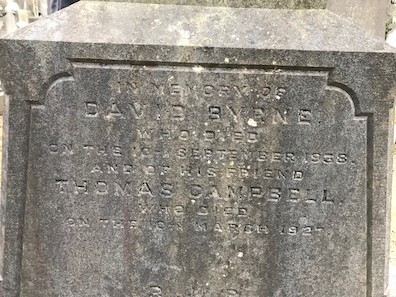 IN MEMORY OF
DAVID BYRNE,
WHO DIED
ON THE 10TH SEPTEMBER 1938.
AND OF HIS FRIEND
THOMAS CAMPBELL,
WHO DIED
ON THE 10TH MARCH 1927
R.I.P.